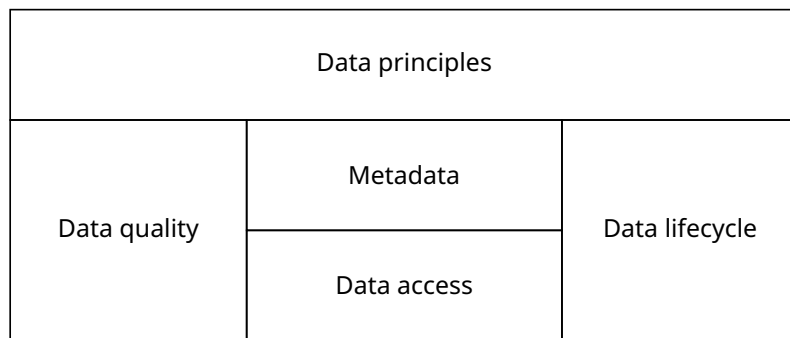 Data principles
Metadata
Data quality
Data lifecycle
Data access